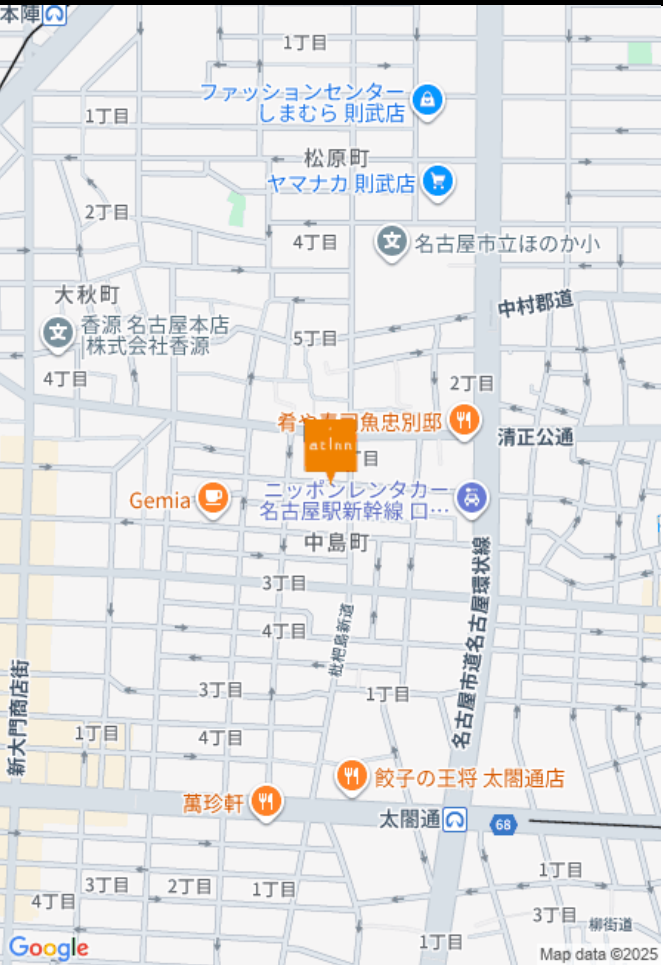 本陣
1丁目
ファッションセンター
しまむら 則武店
1丁目
松原町
ヤマナカ 則武店
2丁目
4丁目
名古屋市立ほのか小
大秋町
中村郡道
香源 名古屋本店
株式会社香源
5丁目
4丁目
2丁目
肴や
魚忠別邸
清正公通
atInn
丁目
ニッポンレンタカー
名古屋駅新幹線 口…
Gemia
中島町
3丁目
名古屋市道名古屋環状線
枇杷島新道
4丁目
新大門商店街
3丁目
1丁目
1丁目
4丁目
餃子の王将 太閤通店
萬珍軒
太閤通
68
1丁目
3丁目
2丁目
1丁目
4丁目
3丁目
柳街道
1丁目
Google
Map data ©2025